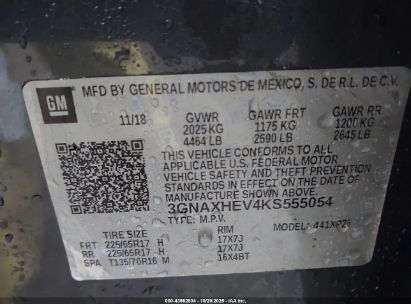 GM
MFD BY GENERAL MOTORS DE MEXICO, S. DE R.L. DE C.V.
11/18 GVWR GAWR FRT GAWR RR
2025 KG 1175 KG 1200 KG
4464 LB 2590 LB 2645 LB
THIS VEHICLE CONFORMS TO ALL APPLICABLE
U.S. FEDERAL MOTOR
VEHICLE SAFETY AND THEFT PREVENTION
STANDARDS IN EFFECT ON THE DATE OF
MANUFACTURE SHOWN ABOVE.
3GNAXHEV4KS555054
TYPE: M.P.V. MODEL: 441XP26
TIRE SIZE RIM
FRT 225/65R17 H 17X7J
RR 225/65R17 H 17X7J
SPA T135/70R16 M 16X4BT